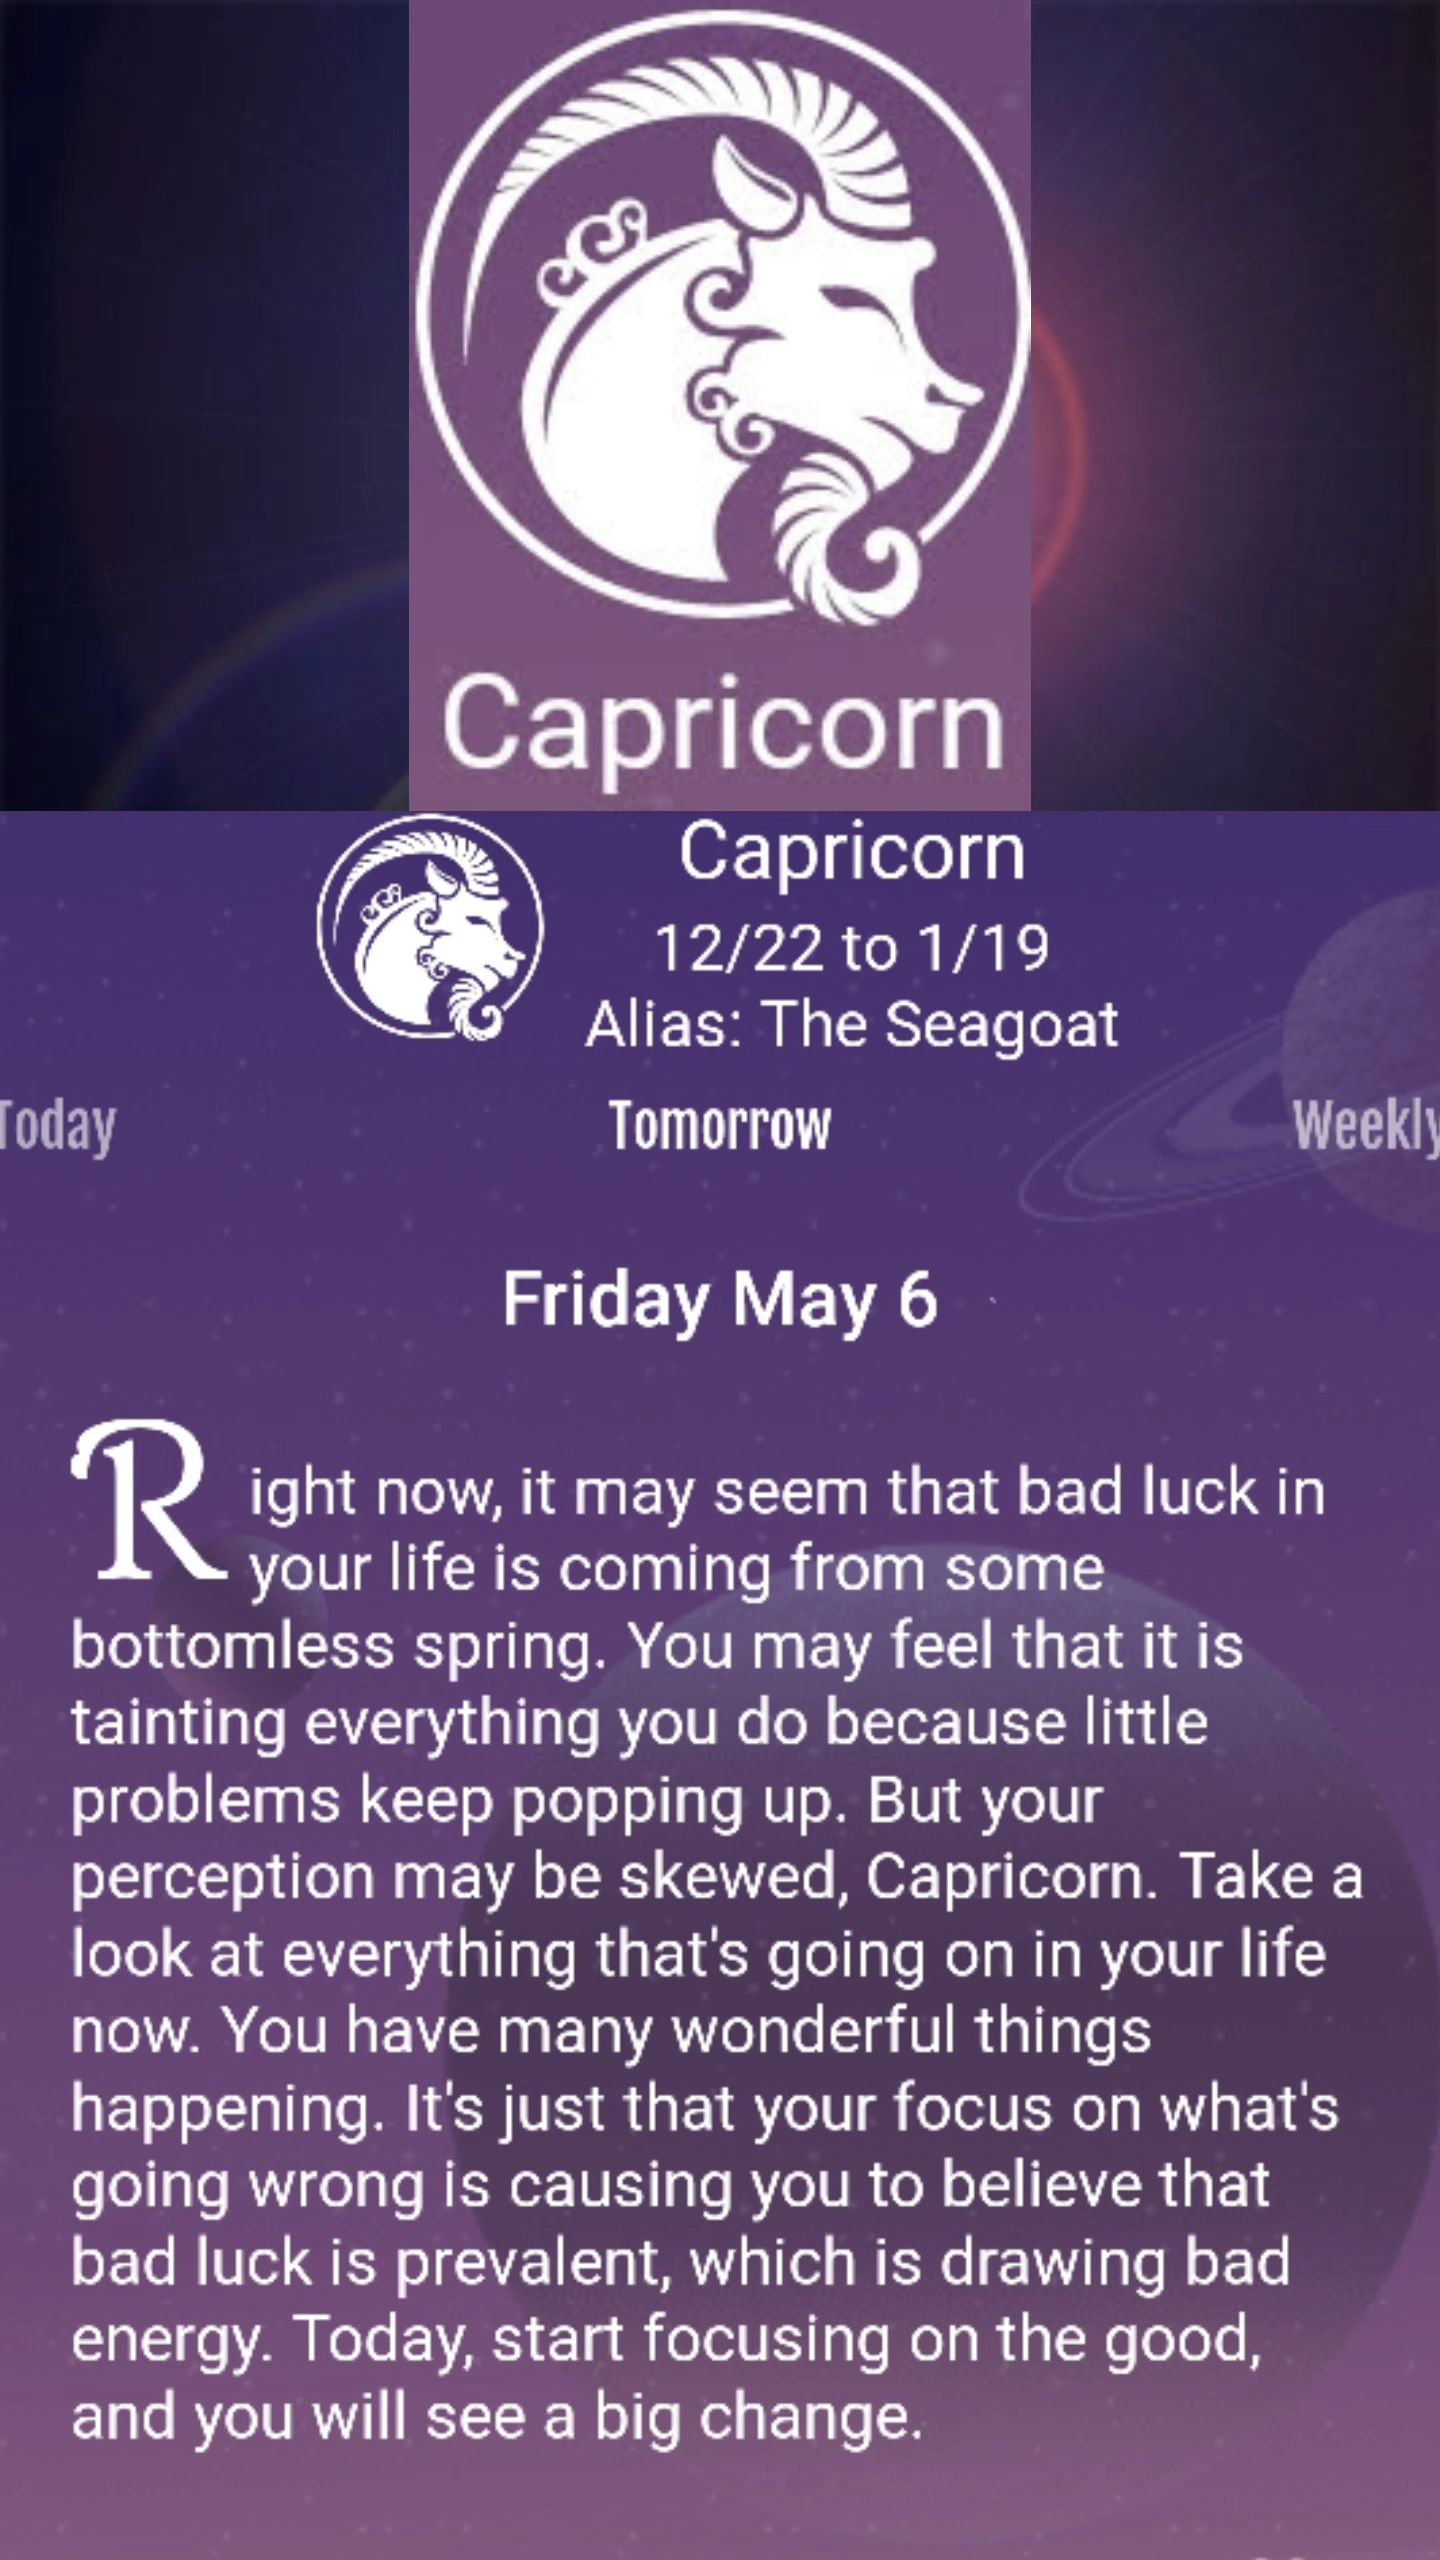 Capricorn
Capricorn
12/22 to 1/19
Alias: The Seagoat
Today Tomorrow Weekly
Friday May 6
Right now, it may seem that bad luck in
your life is coming from some
bottomless spring. You may feel that it is
tainting everything you do because little
problems keep popping up. But your
perception may be skewed, Capricorn. Take a
look at everything that's going on in your life
now. You have many wonderful things
happening. It's just that your focus on what's
going wrong is causing you to believe that
bad luck is prevalent, which is drawing bad
energy. Today, start focusing on the good,
and you will see a big change.